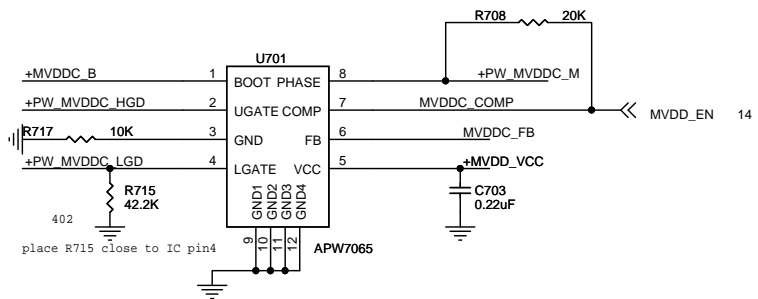 R708 20K
U701
+MVDDC_B 1 BOOT PHASE 8 +PW_MVDDC_M
+PW_MVDDC_HGD 2 UGATE COMP 7 MVDDC_COMP MVDD_EN 14
R717 10K 3 GND FB 6 MVDDC_FB
+PW_MVDDC_LGD 4 LGATE VCC 5 +MVDD_VCC
R715
42.2K
402
C703
0.22uF
GND1 GND2 GND3 GND4
9 10 11 12
place R715 close to IC pin4
APW7065